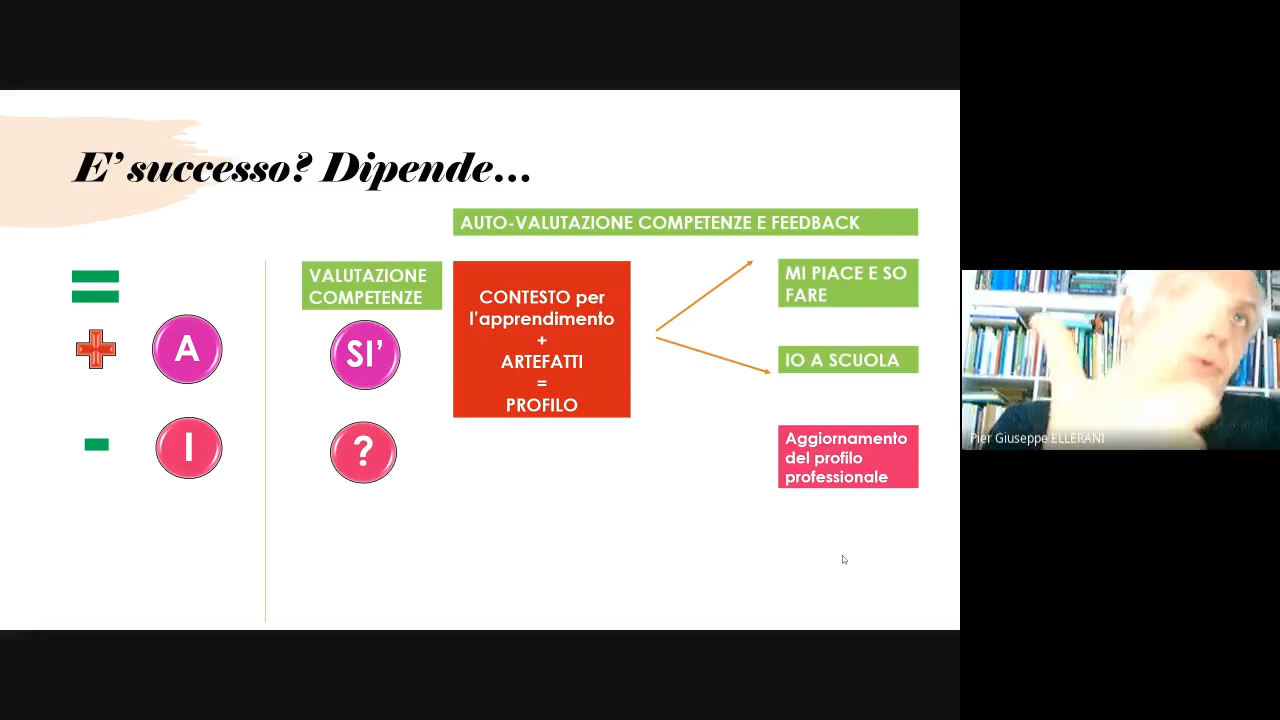 E’ successo? Dipende...
AUTO-VALUTAZIONE COMPETENZE E FEEDBACK
VALUTAZIONE
COMPETENZE
CONTESTO per
l’apprendimento
+
ARTEFATTI
=
PROFILO
MI PIACE E SO
FARE
A
SI’
IO A SCUOLA
I
?
Aggiornamento
del profilo
professionale
Pier Giuseppe ELLERANI